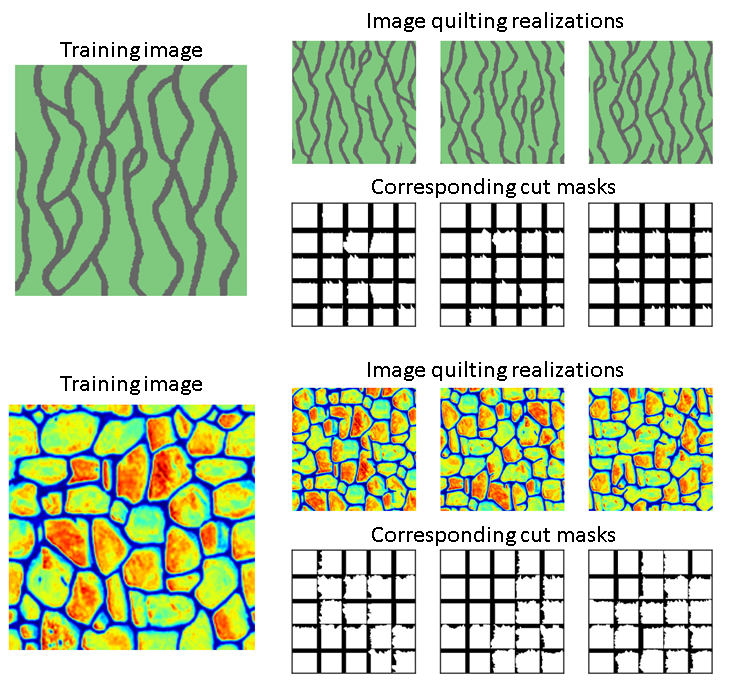 Training image
Image quilting realizations
Corresponding cut masks
Training image
Image quilting realizations
Corresponding cut masks